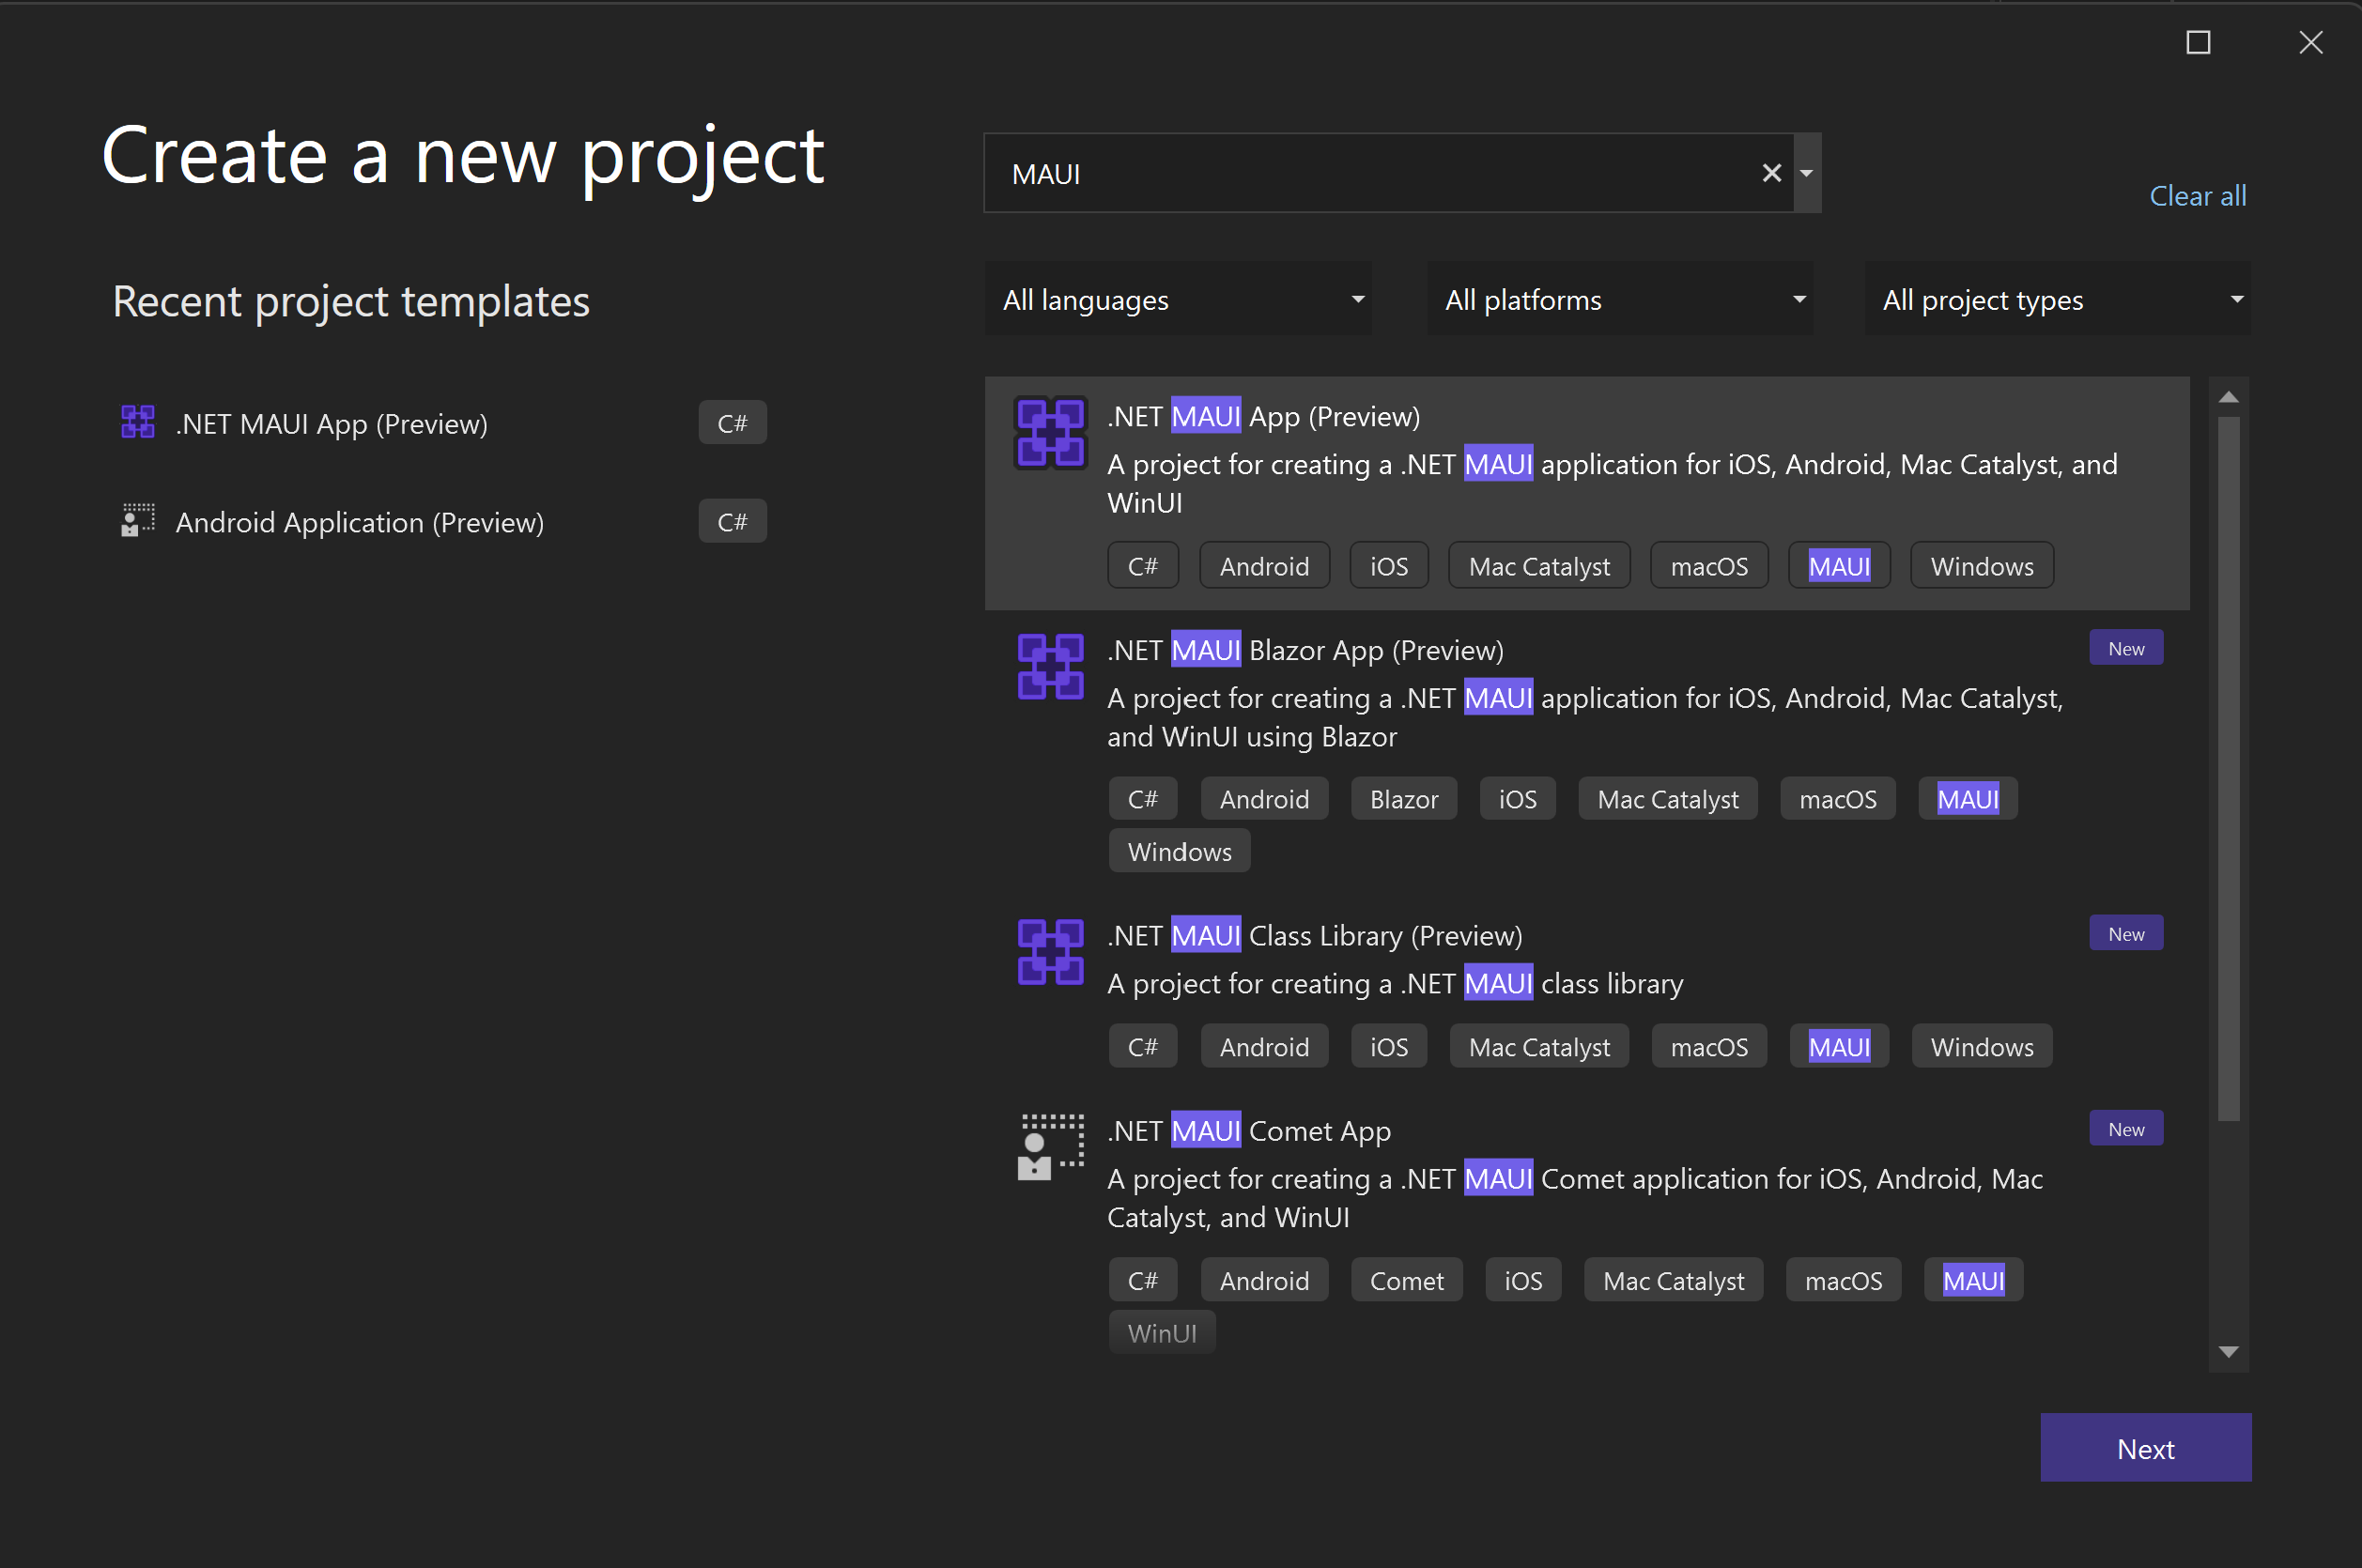 Create a new project
MAUI
Clear all
Recent project templates
All languages
All platforms
All project types
.NET MAUI App (Preview)
C#
Android Application (Preview)
C#
.NET MAUI App (Preview)
A project for creating a .NET MAUI application for iOS, Android, Mac Catalyst, and
WinUI
C# Android iOS Mac Catalyst macOS MAUI Windows
.NET MAUI Blazor App (Preview)
New
A project for creating a .NET MAUI application for iOS, Android, Mac Catalyst,
and WinUI using Blazor
C# Android Blazor iOS Mac Catalyst macOS MAUI
Windows
.NET MAUI Class Library (Preview)
New
A project for creating a .NET MAUI class library
C# Android iOS Mac Catalyst macOS MAUI Windows
.NET MAUI Comet App
New
A project for creating a .NET MAUI Comet application for iOS, Android, Mac
Catalyst, and WinUI
C# Android Comet iOS Mac Catalyst macOS MAUI
WinUI
Next